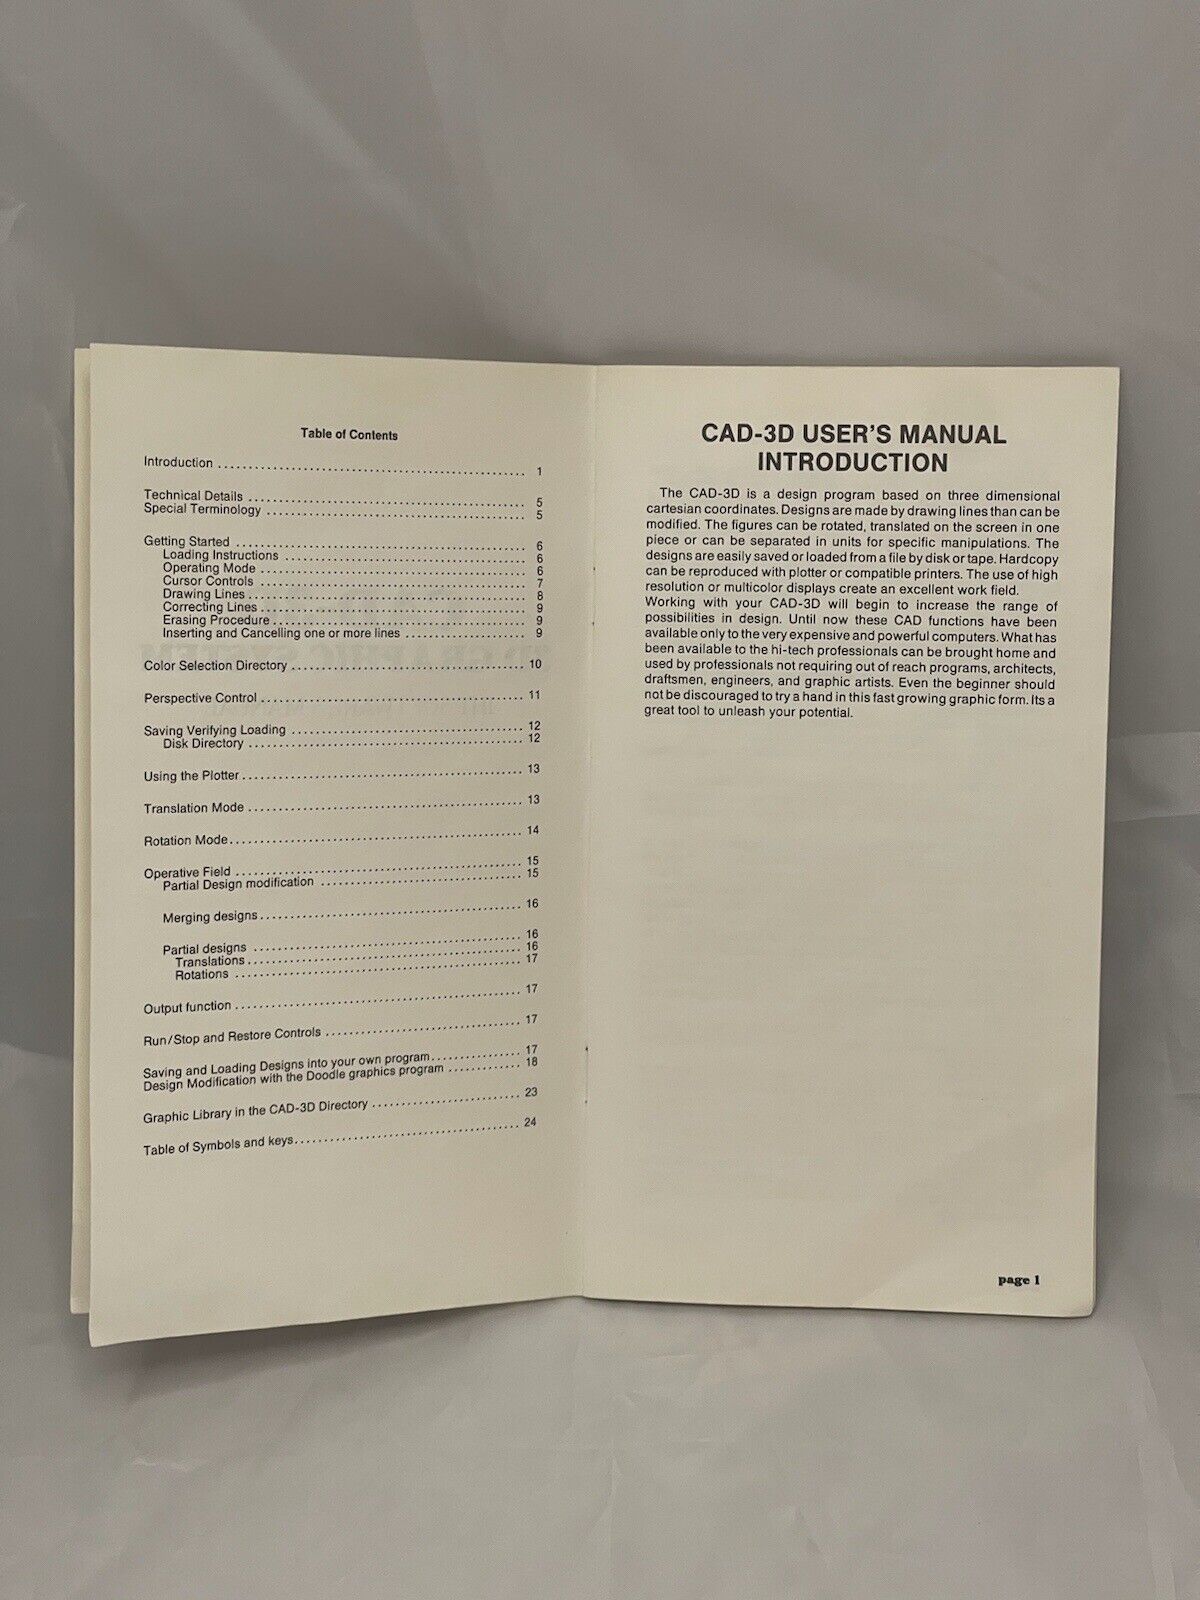 Table of Contents
Introduction ........................................ 1
Technical Details .................................... 5
Special Terminology ................................. 5
Getting Started ...................................... 6
Loading Instructions ............................... 6
Operating Mode .................................. 6
Cursor Controls .................................. 7
Drawing Lines .................................... 8
Correcting Lines .................................. 9
Erasing Procedure ................................ 9
Inserting and Cancelling one or more lines ............... 9
Color Selection Directory .............................. 10
Perspective Control .................................. 11
Saving Verifying Loading .............................. 12
Disk Directory .................................... 12
Using the Plotter .................................... 13
Translation Mode .................................... 13
Rotation Mode ...................................... 14
Operative Field ..................................... 15
Partial Design modification .......................... 15
Merging designs .................................. 16
Partial designs ................................... 16
Translations ................................... 16
Rotations ..................................... 17
Output function ..................................... 17
Run/Stop and Restore Controls ......................... 17
Saving and Loading Designs into your own program ............ 17
Design Modification with the Doodle graphics program .......... 18
Graphic Library in the CAD-3D Directory ................... 23
Table of Symbols and keys ............................. 24
CAD-3D USER'S MANUAL
INTRODUCTION
The CAD-3D is a design program based on three dimensional
cartesian coordinates. Designs are made by drawing lines than can be
modified. The figures can be rotated, translated on the screen in one
piece or can be separated in units for specific manipulations. The
designs are easily saved or loaded from a file by disk or tape. Hardcopy
can be reproduced with plotter or compatible printers. The use of high
resolution or multicolor displays create an excellent work field.
Working with your CAD-3D will begin to increase the range of
possibilities in design. Until now these CAD functions have been
available only to the very expensive and powerful computers. What has
been available to the hi-tech professionals can be brought home and
used by professionals not requiring out of reach programs, architects,
draftsmen, engineers, and graphic artists. Even the beginner should
not be discouraged to try a hand in this fast growing graphic form. Its a
great tool to unleash your potential.
page 1